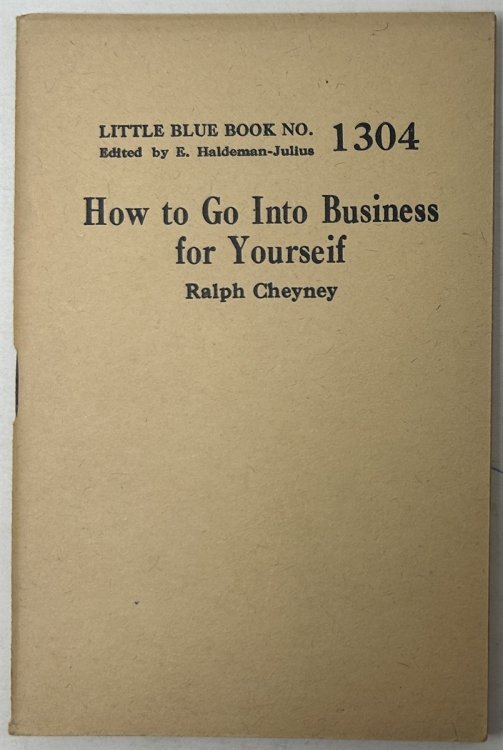 LITTLE BLUE BOOK NO. 1304
Edited by E. Haldeman-Julius
How to Go Into Business
for Yourseif
Ralph Cheyney